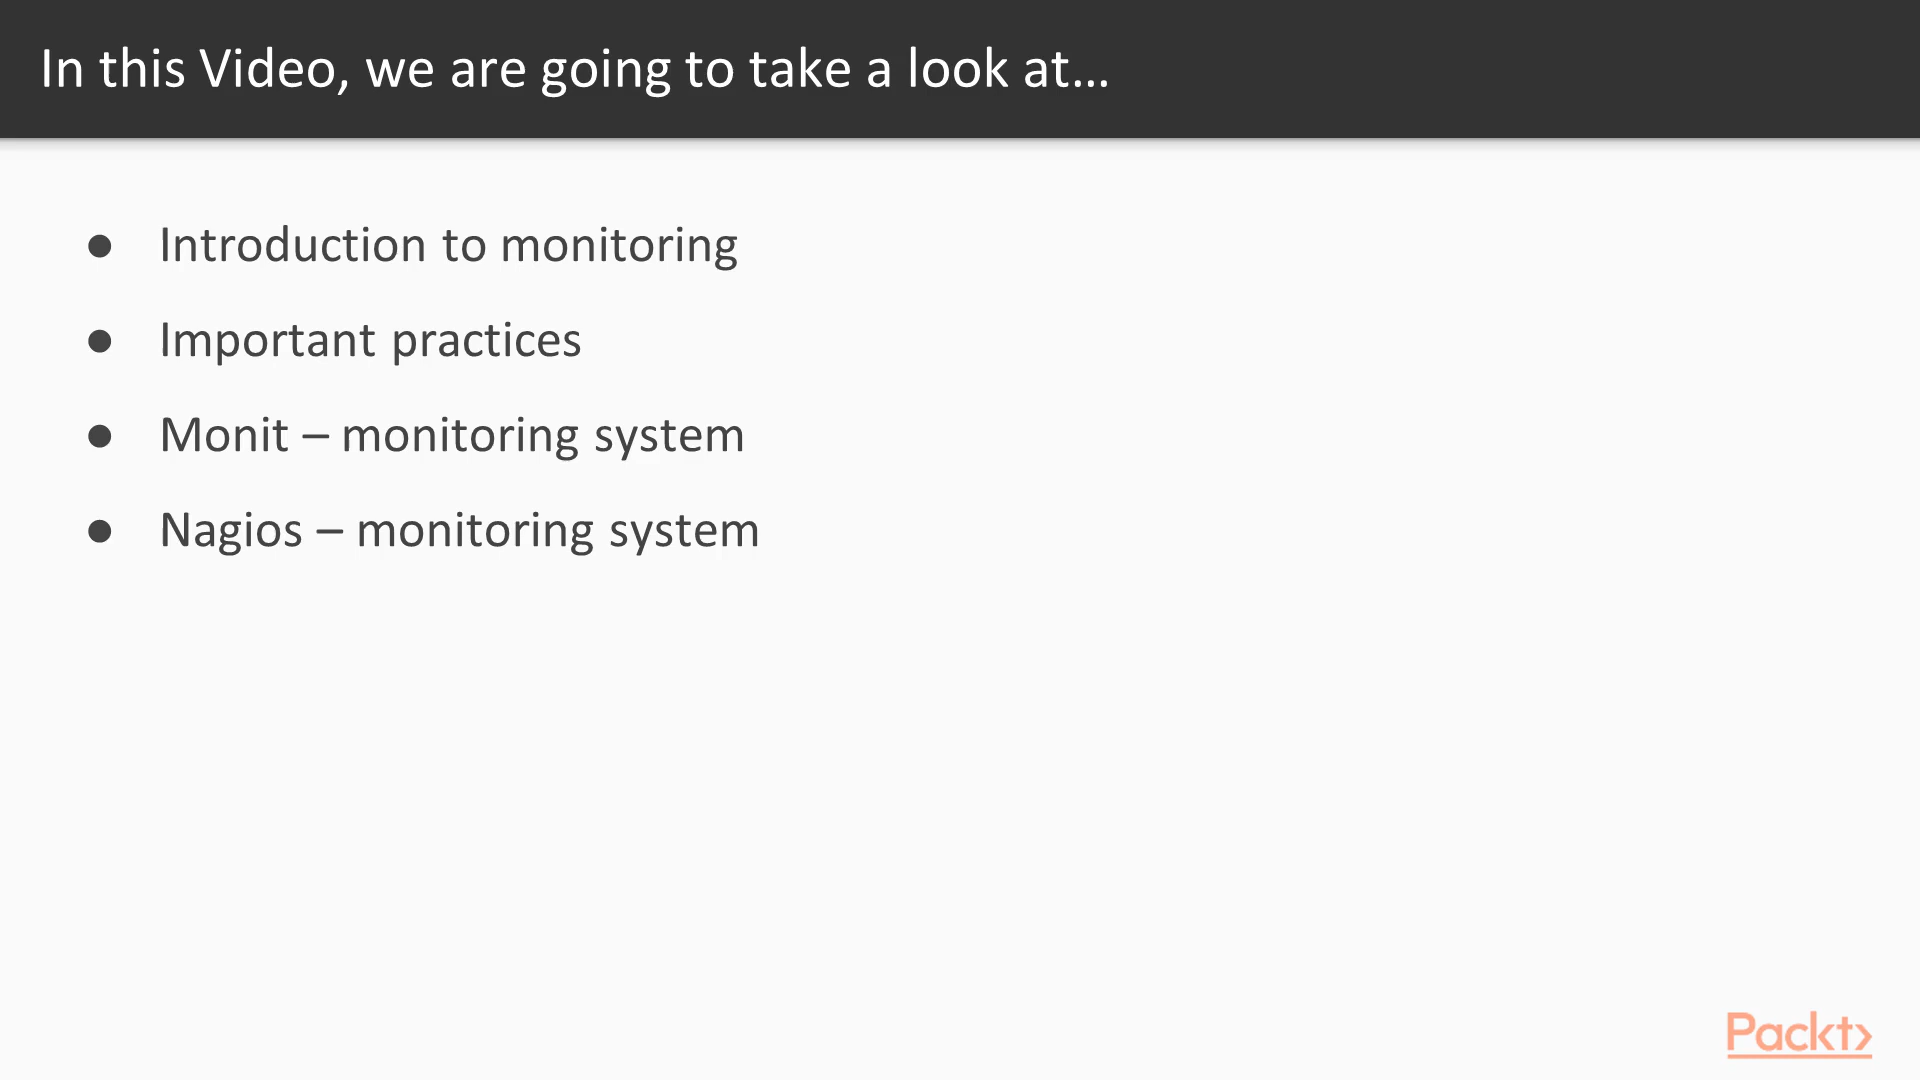 In this Video, we are going to take a look at...
● Introduction to monitoring
● Important practices
● Monit – monitoring system
● Nagios – monitoring system
Packt>